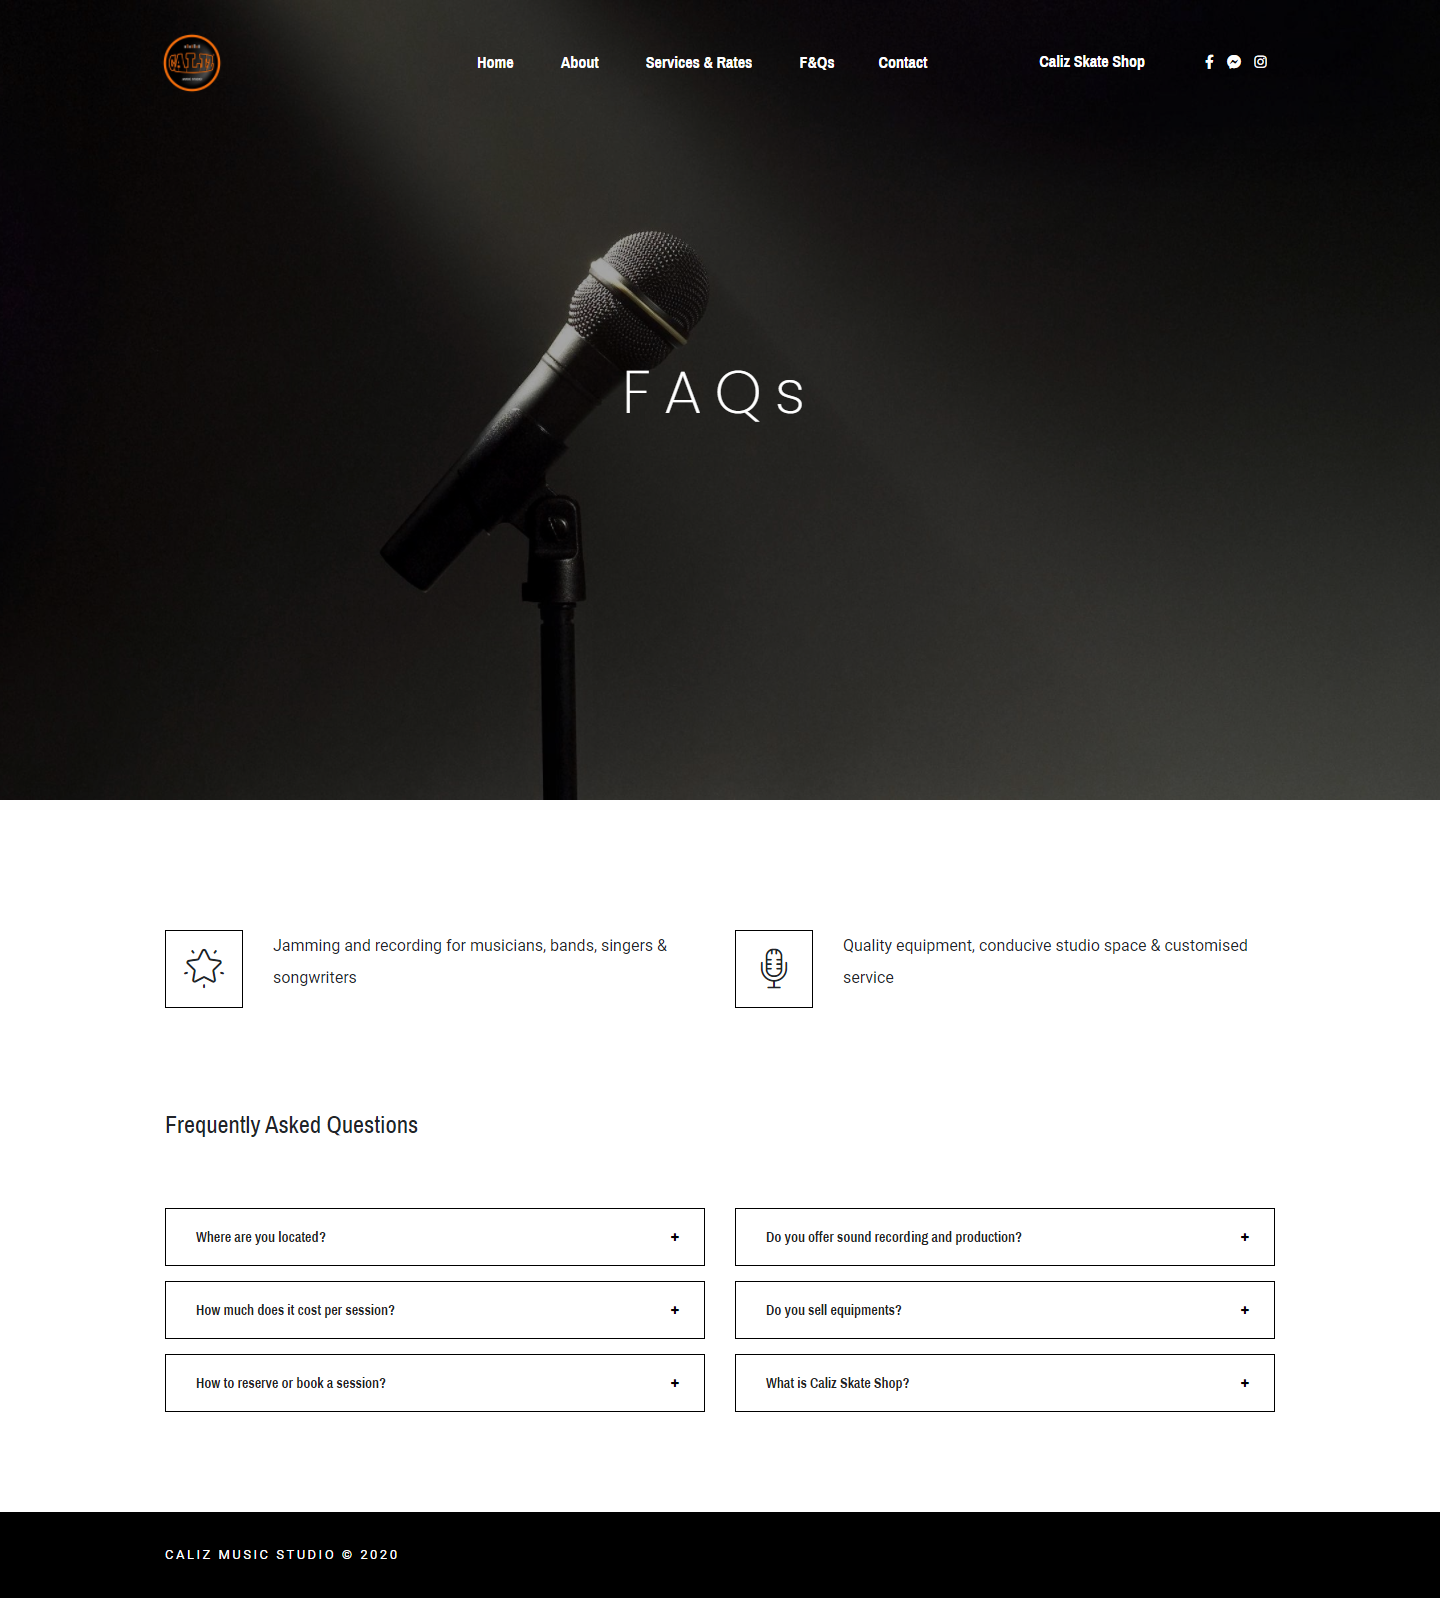 CALIZ
Home About Services & Rates F&Qs Contact Caliz Skate Shop
FAQs
Jamming and recording for musicians, bands, singers &
songwriters
Quality equipment, conducive studio space & customised
service
Frequently Asked Questions
Where are you located? +
Do you offer sound recording and production? +
How much does it cost per session? +
Do you sell equipments? +
How to reserve or book a session? +
What is Caliz Skate Shop? +
CALIZ MUSIC STUDIO © 2020